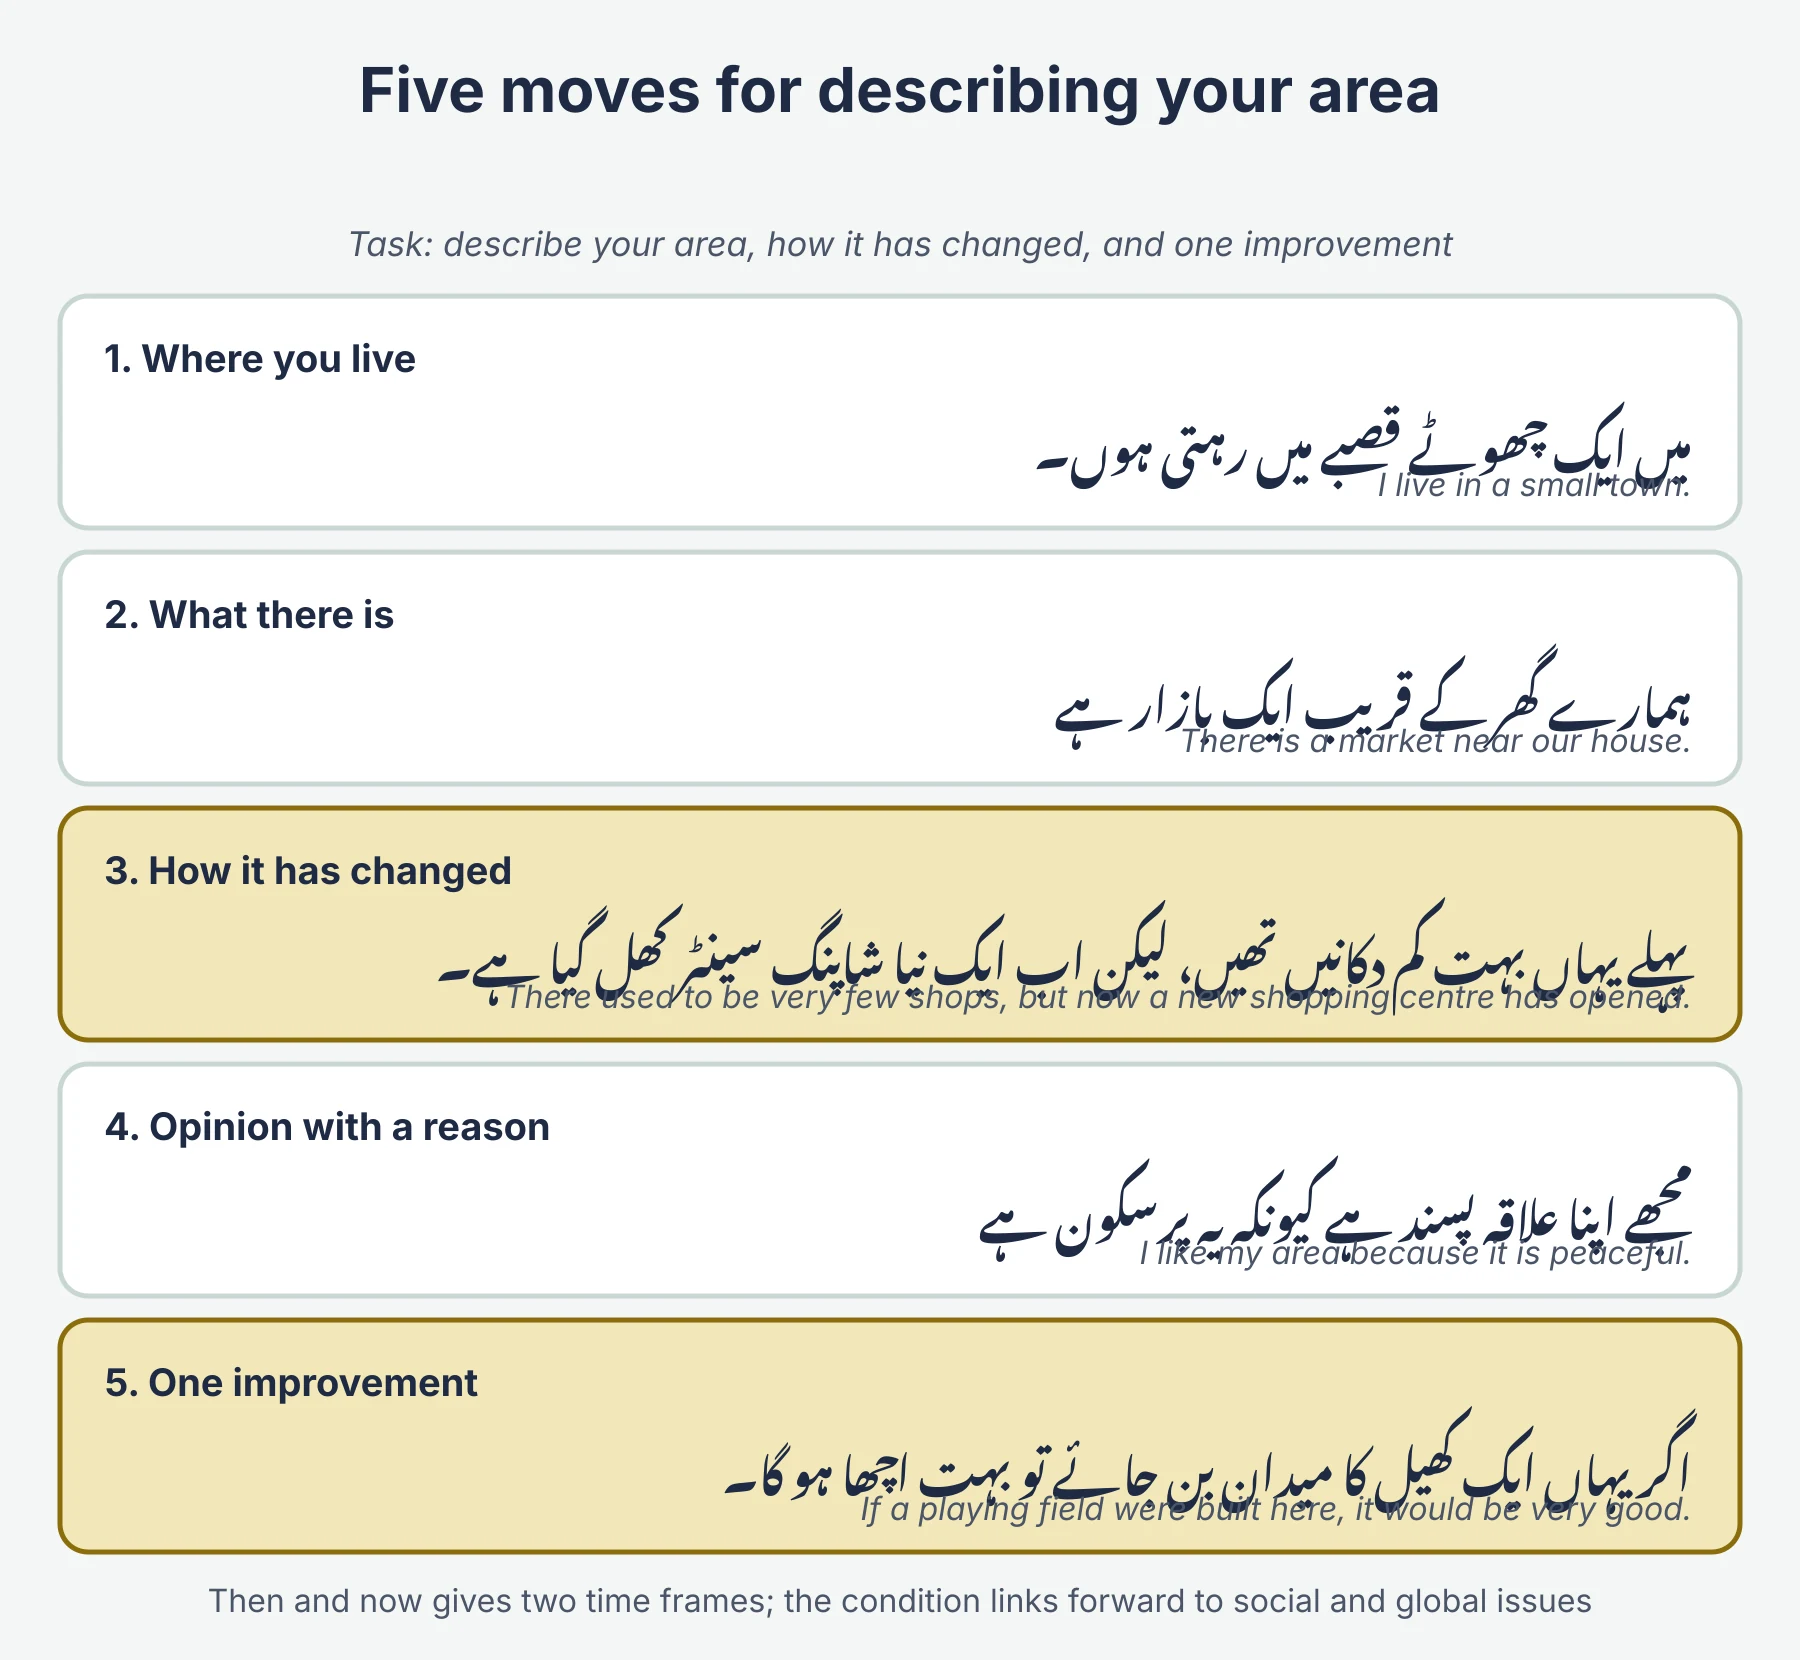 Five moves for describing your area
Task: describe your area, how it has changed, and one improvement
1. Where you live
میں ایک چھوٹے قصبے میں رہتی ہوں۔
I live in a small town.
2. What there is
ہمارے گھر کے قریب ایک بازار ہے
There is a market near our house.
3. How it has changed
پہلے یہاں بہت کم دکانیں تھیں، لیکن اب ایک نیا شاپنگ سینٹر کھل گیا ہے۔
There used to be very few shops, but now a new shopping centre has opened.
4. Opinion with a reason
مجھے اپنا علاقہ پسند ہے کیونکہ یہ پرسکون ہے
I like my area because it is peaceful.
5. One improvement
اگر یہاں ایک کھیل کا میدان بن جائے تو بہت اچھا ہو گا۔
If a playing field were built here, it would be very good.
Then and now gives two time frames; the condition links forward to social and global issues